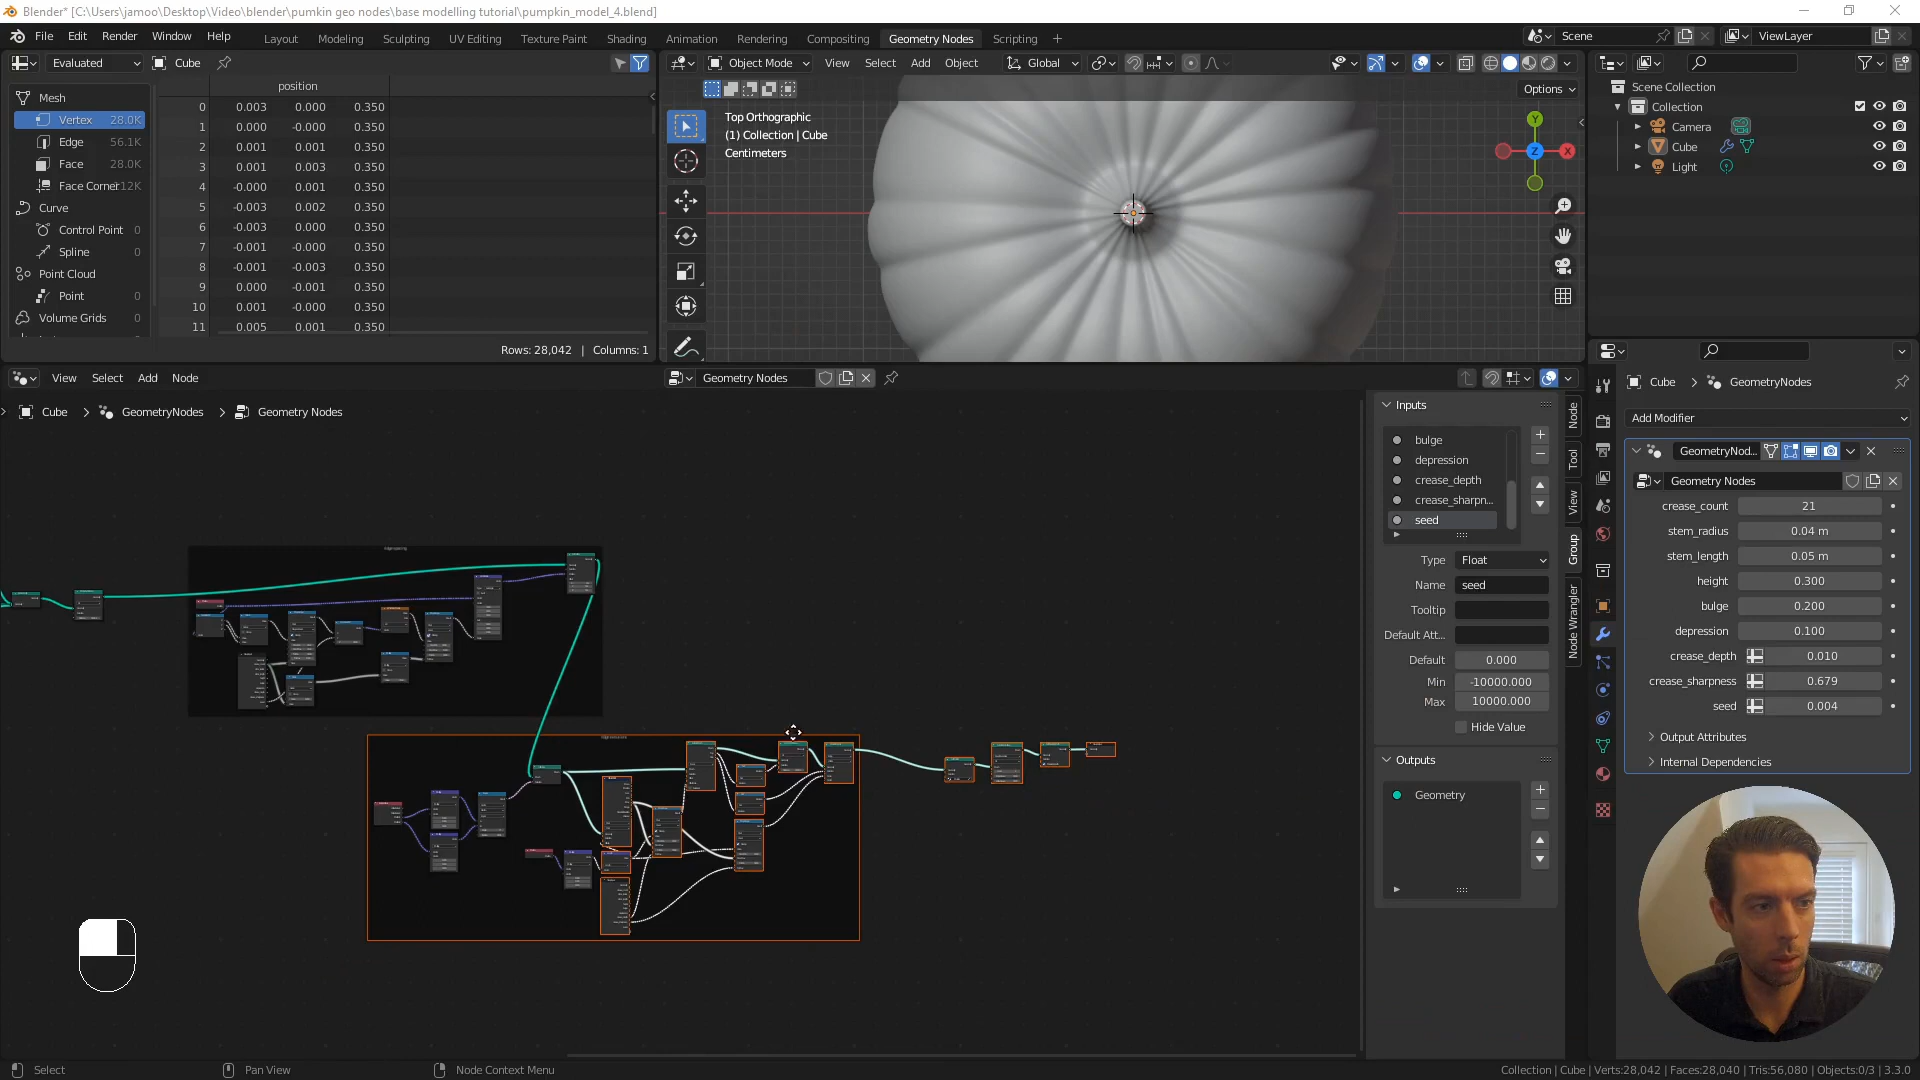 Blender* [C:\Users\jamoo\Desktop\Video\blender\pumkin geo nodes\base modelling tutorial\pumpkin_model_4.blend]
File Edit Render Window Help Layout Modeling Sculpting UV Editing Texture Paint Shading Animation Rendering Compositing Geometry Nodes Scripting + Scene ViewLayer
Evaluated Cube
Object Mode View Select Add Object Global
Options
position
Mesh
Vertex 28.0K
Edge 56.1K
Face 28.0K
Face Corner 12K
Curve
Control Point 0
Spline 0
Point Cloud
Point 0
Volume Grids 0
0 0.003 0.000 0.350
1 0.000 -0.000 0.350
2 0.001 0.001 0.350
3 0.001 0.003 0.350
4 -0.000 0.001 0.350
5 -0.003 0.002 0.350
6 -0.003 0.000 0.350
7 -0.001 -0.000 0.350
8 -0.001 -0.003 0.350
9 0.000 -0.001 0.350
10 0.001 -0.000 0.350
11 0.005 0.001 0.350
Rows: 28,042 | Columns: 1
Top Orthographic
(1) Collection | Cube
Centimeters
Y
Z
X
Scene Collection
Collection
Camera
Cube
Light
View Select Add Node Geometry Nodes
Cube GeometryNodes Geometry Nodes
Inputs
bulge
depression
crease_depth
crease_sharpn...
seed
Type Float
Name seed
Tooltip
Default Att...
Default 0.000
Min -10000.000
Max 10000.000
Hide Value
Outputs
Geometry
Node
Tool
View
Group
Node Wrangler
Cube GeometryNodes
Add Modifier
GeometryNod...
Geometry Nodes
crease_count 21
stem_radius 0.04 m
stem_length 0.05 m
height 0.300
bulge 0.200
depression 0.100
crease_depth 0.010
crease_sharpness 0.679
seed 0.004
Output Attributes
Internal Dependencies
Select Pan View Node Context Menu Collection | Cube | Verts:28,042 | Faces:28,040 | Tris:56,080 | Objects:0/3 | 3.3.0